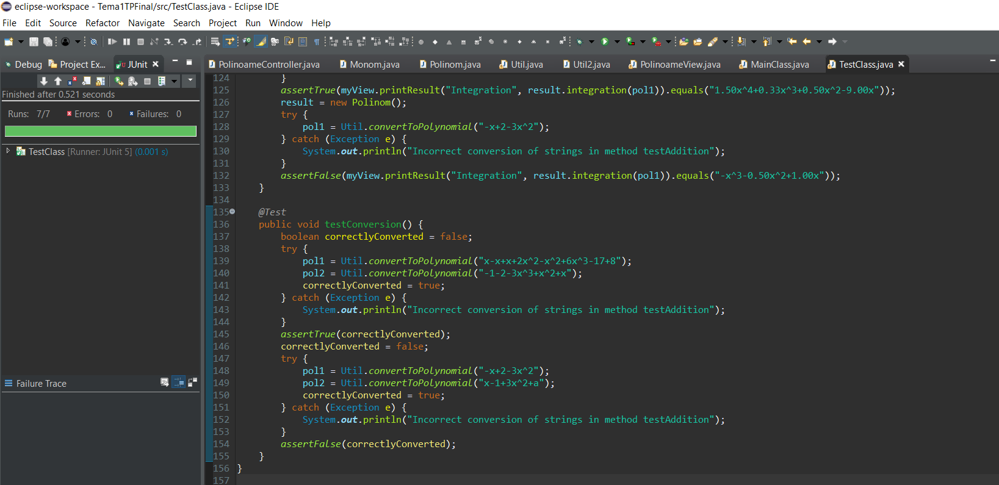 eclipse-workspace - Tema1TPFinal/src/TestClass.java - Eclipse IDE
File Edit Source Refactor Navigate Search Project Run Window Help
Debug Project Ex... JUnit
PolinoameController.java Monom.java Polinom.java Util.java Util2.java PolinoameView.java MainClass.java TestClass.java
Finished after 0.521 seconds
Runs: 7/7 Errors: 0 Failures: 0
TestClass [Runner: JUnit 5] (0.001 s)
Failure Trace
124 }
125 assertTrue(myView.printResult("Integration", result.integration(pol1)).equals("1.50x^4+0.33x^3+0.50x^2-9.00x"));
126 result = new Polinom();
127 try {
128 pol1 = Util.convertToPolynomial("-x+2-3x^2");
129 } catch (Exception e) {
130 System.out.println("Incorrect conversion of strings in method testAddition");
131 }
132 assertFalse(myView.printResult("Integration", result.integration(pol1)).equals("-x^3-0.50x^2+1.00x"));
133 }
134
135 @Test
136 public void testConversion() {
137 boolean correctlyConverted = false;
138 try {
139 pol1 = Util.convertToPolynomial("x-x+x+2x^2-x^2+6x^3-17+8");
140 pol2 = Util.convertToPolynomial("-1-2-3x^3+x^2+x");
141 correctlyConverted = true;
142 } catch (Exception e) {
143 System.out.println("Incorrect conversion of strings in method testAddition");
144 }
145 assertTrue(correctlyConverted);
146 correctlyConverted = false;
147 try {
148 pol1 = Util.convertToPolynomial("-x+2-3x^2");
149 pol2 = Util.convertToPolynomial("x-1+3x^2+a");
150 correctlyConverted = true;
151 } catch (Exception e) {
152 System.out.println("Incorrect conversion of strings in method testAddition");
153 }
154 assertFalse(correctlyConverted);
155 }
156 }
157